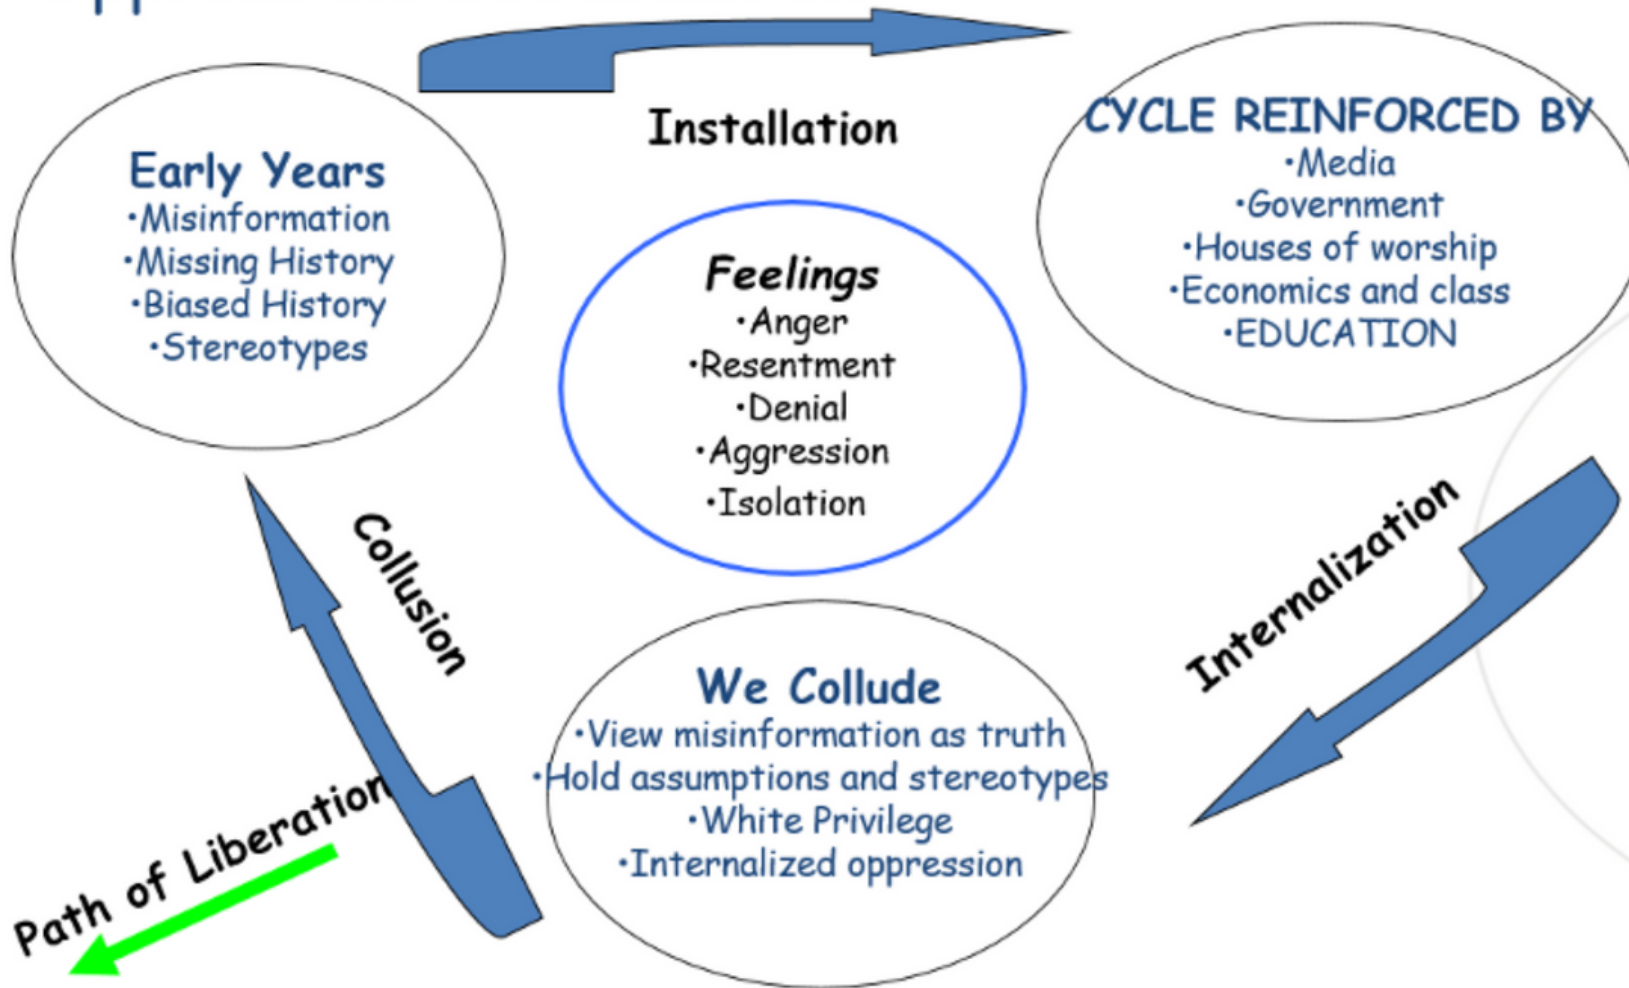 Installation
Early Years
•Misinformation
•Missing History
•Biased History
•Stereotypes
CYCLE REINFORCED BY
•Media
•Government
•Houses of worship
•Economics and class
•EDUCATION
Feelings
•Anger
•Resentment
•Denial
•Aggression
•Isolation
Internalization
We Collude
•View misinformation as truth
•Hold assumptions and stereotypes
•White Privilege
•Internalized oppression
Collusion
Path of Liberation